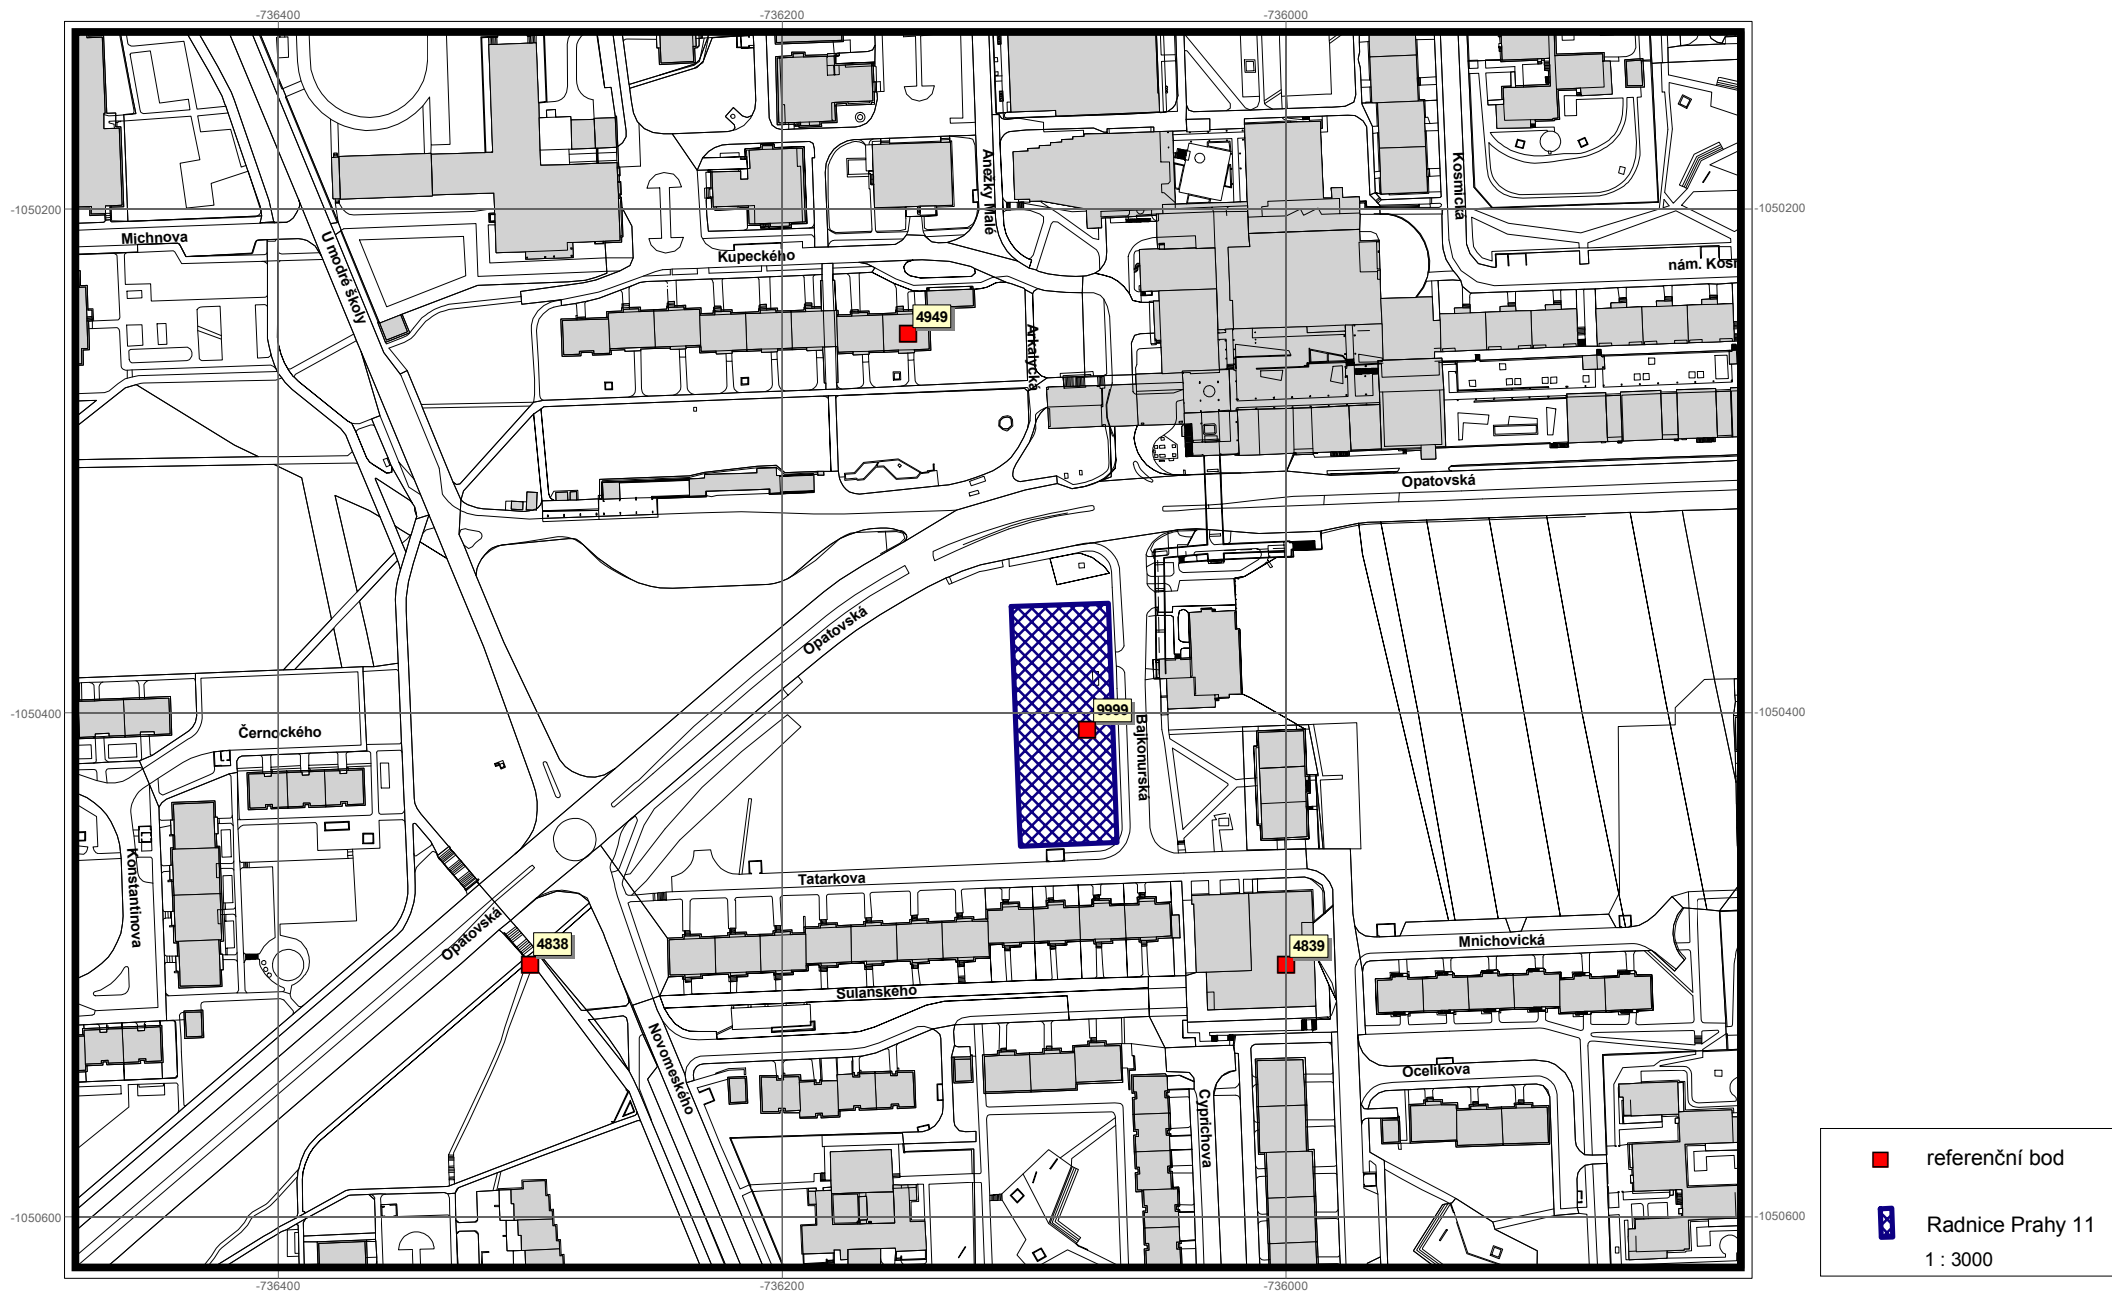 -736400
-736200
-736000
-1050200
-1050200
Michnova
U modré školy
Kupeckého
Anežky Malé
Kosmická
nám. Kosm
4949
Arkalycká
Opatovská
Opatovská
-1050400
9999
-1050400
Černockého
Bajkonurská
Konstantinova
Tatarkova
Opatovská
4838
4839
Mnichovická
Sulanského
Novomeského
Ocelíkova
Cyprichova
-1050600
-1050600
-736400
-736200
-736000
referenční bod
Radnice Prahy 11
1 : 3000